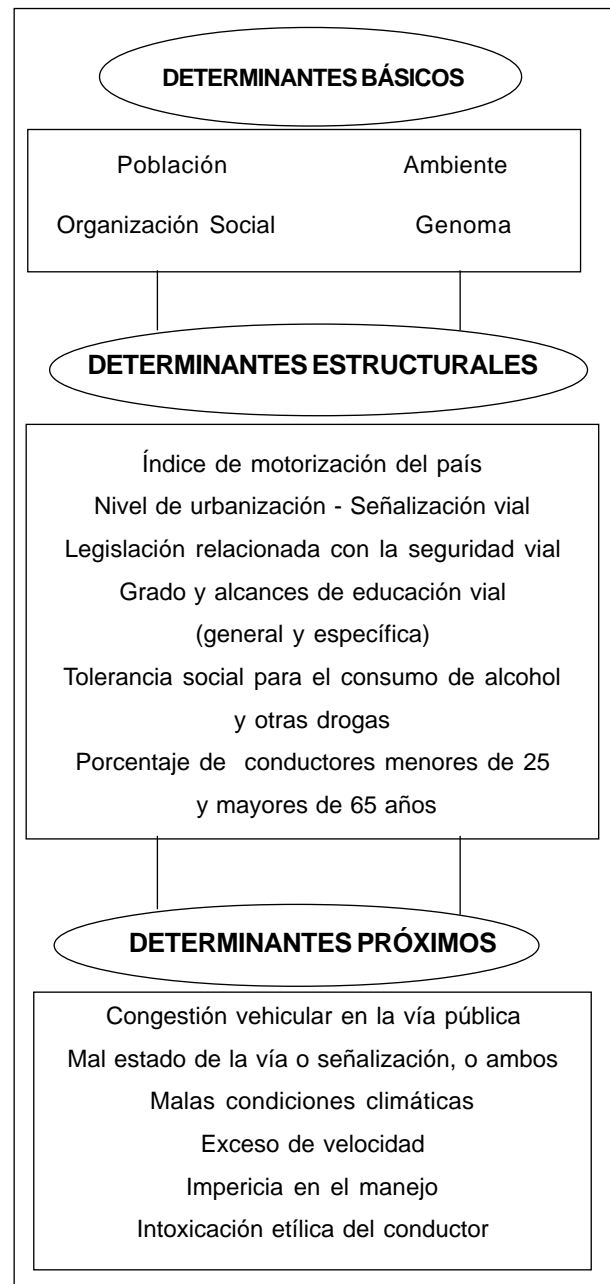 DETERMINANTES BÁSICOS
Población Ambiente
Organización Social Genoma
DETERMINANTES ESTRUCTURALES
Índice de motorización del país
Nivel de urbanización - Señalización vial
Legislación relacionada con la seguridad vial
Grado y alcances de educación vial
(general y específica)
Tolerancia social para el consumo de alcohol
y otras drogas
Porcentaje de conductores menores de 25
y mayores de 65 años
DETERMINANTES PRÓXIMOS
Congestión vehicular en la vía pública
Mal estado de la vía o señalización, o ambos
Malas condiciones climáticas
Exceso de velocidad
Impericia en el manejo
Intoxicación etílica del conductor